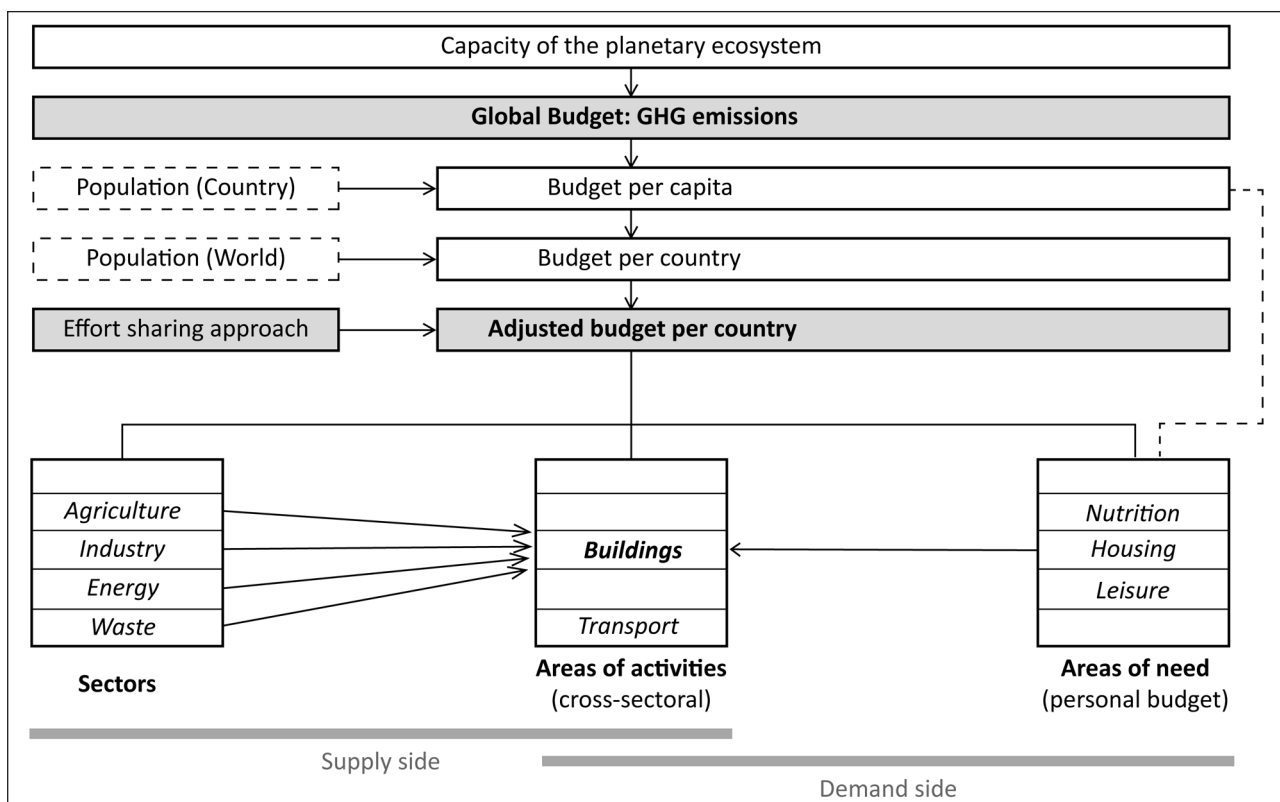 Capacity of the planetary ecosystem
Global Budget: GHG emissions
Population (Country)
Budget per capita
Population (World)
Budget per country
Effort sharing approach
Adjusted budget per country
Agriculture
Industry
Energy
Waste
Sectors
Buildings
Transport
Areas of activities
(cross-sectoral)
Nutrition
Housing
Leisure
Areas of need
(personal budget)
Supply side
Demand side